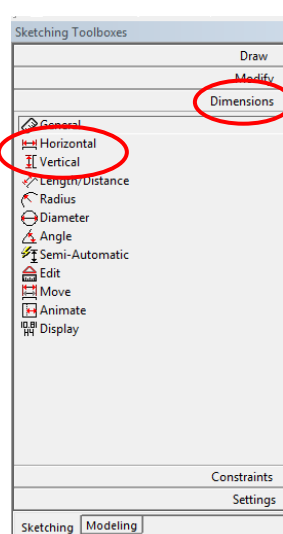 Sketching Toolboxes
Draw
Modify
Dimensions
General
Horizontal
Vertical
Length/Distance
Radius
Diameter
Angle
Semi-Automatic
Edit
Move
Animate
Display
Constraints
Settings
Sketching Modeling